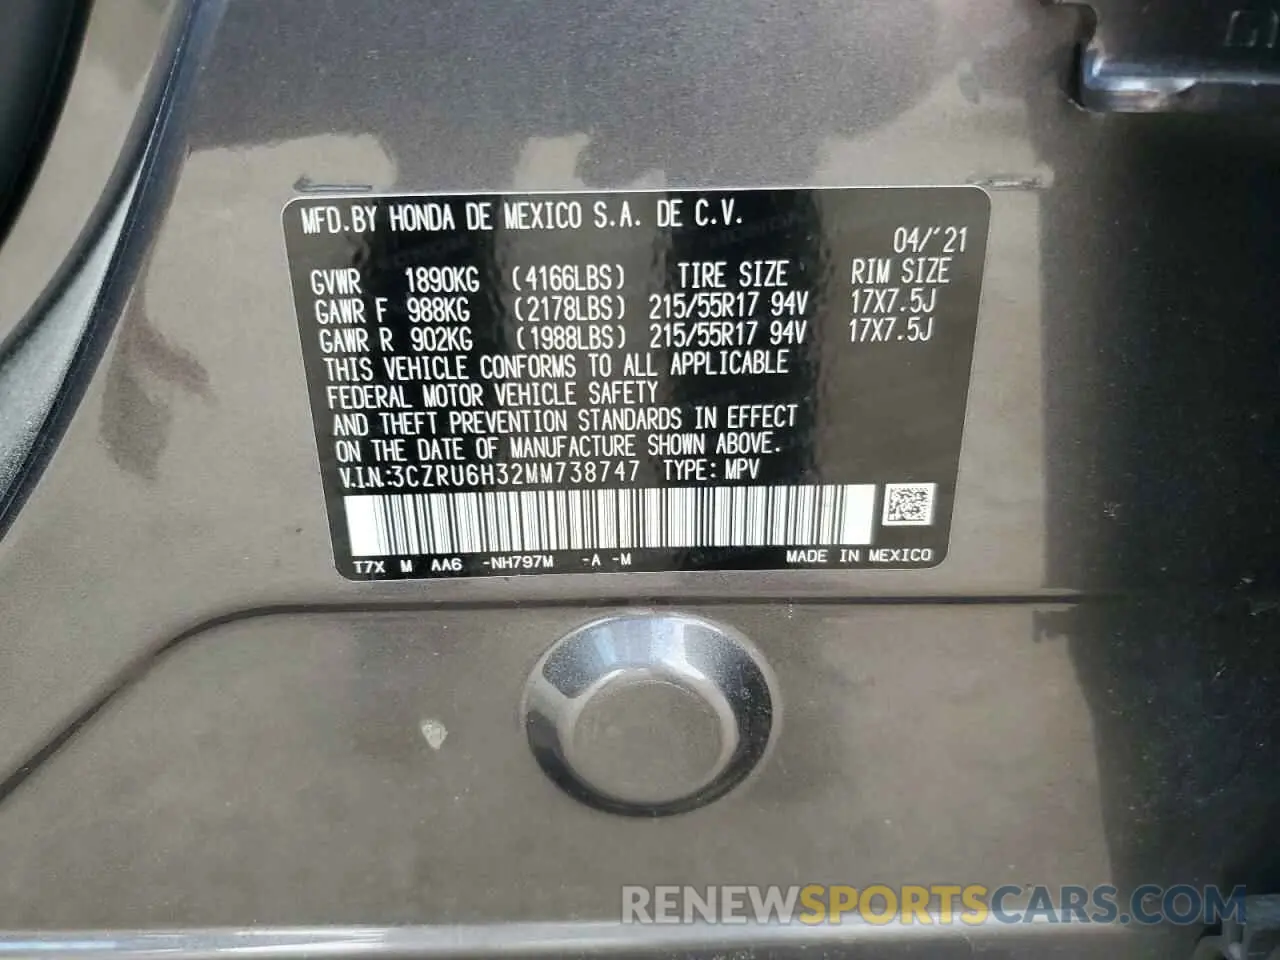 MFD.BY HONDA DE MEXICO S.A. DE C.V.
04/'21
GVWR 1890KG (4166LBS) TIRE SIZE RIM SIZE
GAWR F 988KG (2178LBS) 215/55R17 94V 17X7.5J
GAWR R 902KG (1988LBS) 215/55R17 94V 17X7.5J
THIS VEHICLE CONFORMS TO ALL APPLICABLE
FEDERAL MOTOR VEHICLE SAFETY
AND THEFT PREVENTION STANDARDS IN EFFECT
ON THE DATE OF MANUFACTURE SHOWN ABOVE.
V.I.N.:3CZRU6H32MM738747 TYPE: MPV
T7X M AA6 -NH797M -A -M MADE IN MEXICO
RENEWSPORTSCARS.COM